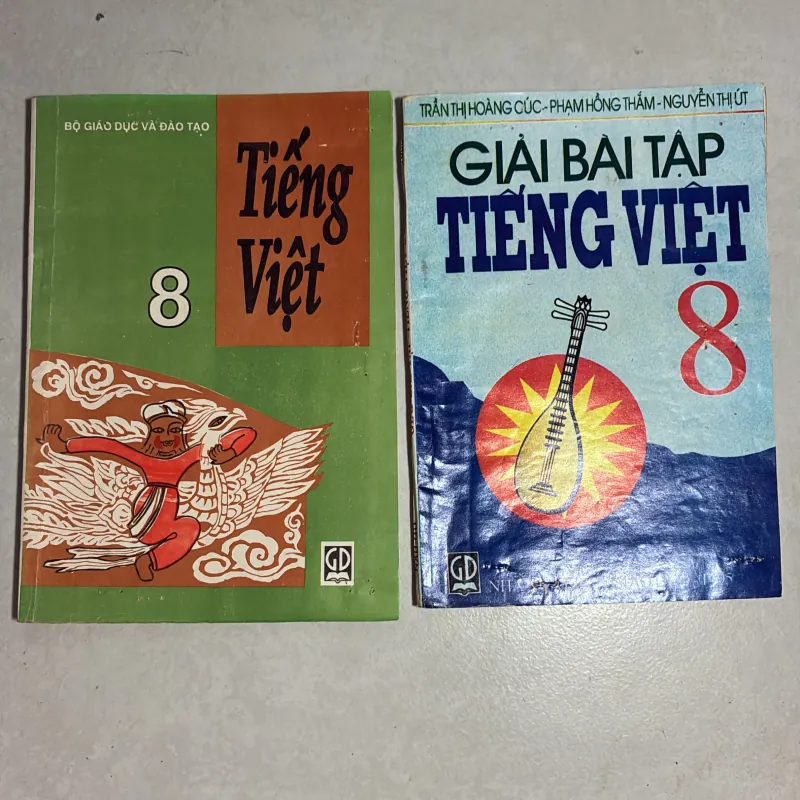 BỘ GIÁO DỤC VÀ ĐÀO TẠO
Tiếng
Việt
8
GD
TRẦN THỊ HOÀNG CÚC - PHẠM HỒNG THẮM - NGUYỄN THỊ ÚT
GIẢI BÀI TẬP
TIẾNG VIỆT
8
GD